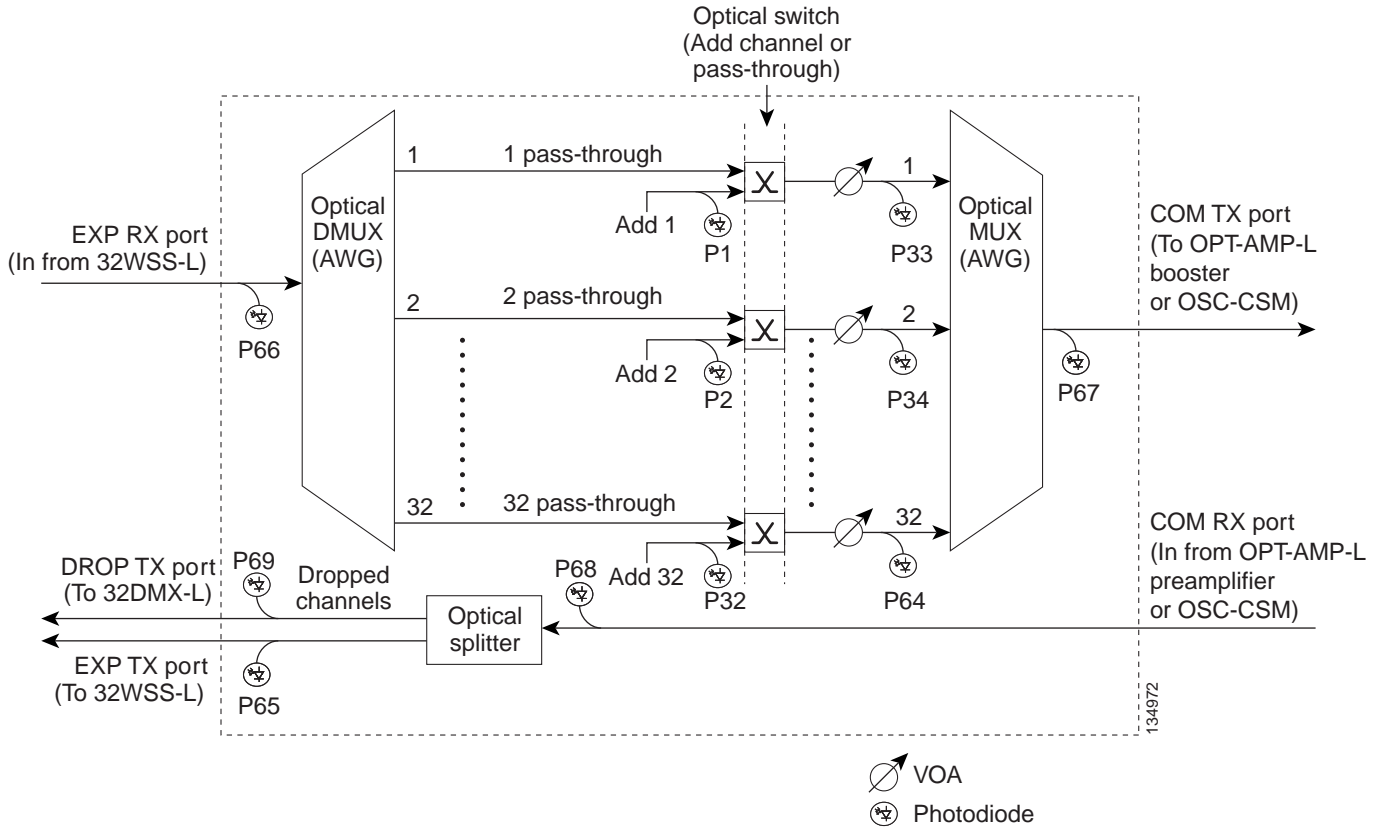 Optical switch
(Add channel or
pass-through)
1
1 pass-through
1
Optical
DMUX
(AWG)
Add 1
P1
P33
Optical
MUX
(AWG)
COM TX port
(To OPT-AMP-L
booster
or OSC-CSM)
EXP RX port
(In from 32WSS-L)
P66
2
2 pass-through
2
Add 2
P2
P34
P67
32
32 pass-through
32
Add 32
P32
P64
COM RX port
(In from OPT-AMP-L
preamplifier
or OSC-CSM)
DROP TX port
(To 32DMX-L)
P69
Dropped
channels
P68
Optical
splitter
EXP TX port
(To 32WSS-L)
P65
134972
VOA
Photodiode